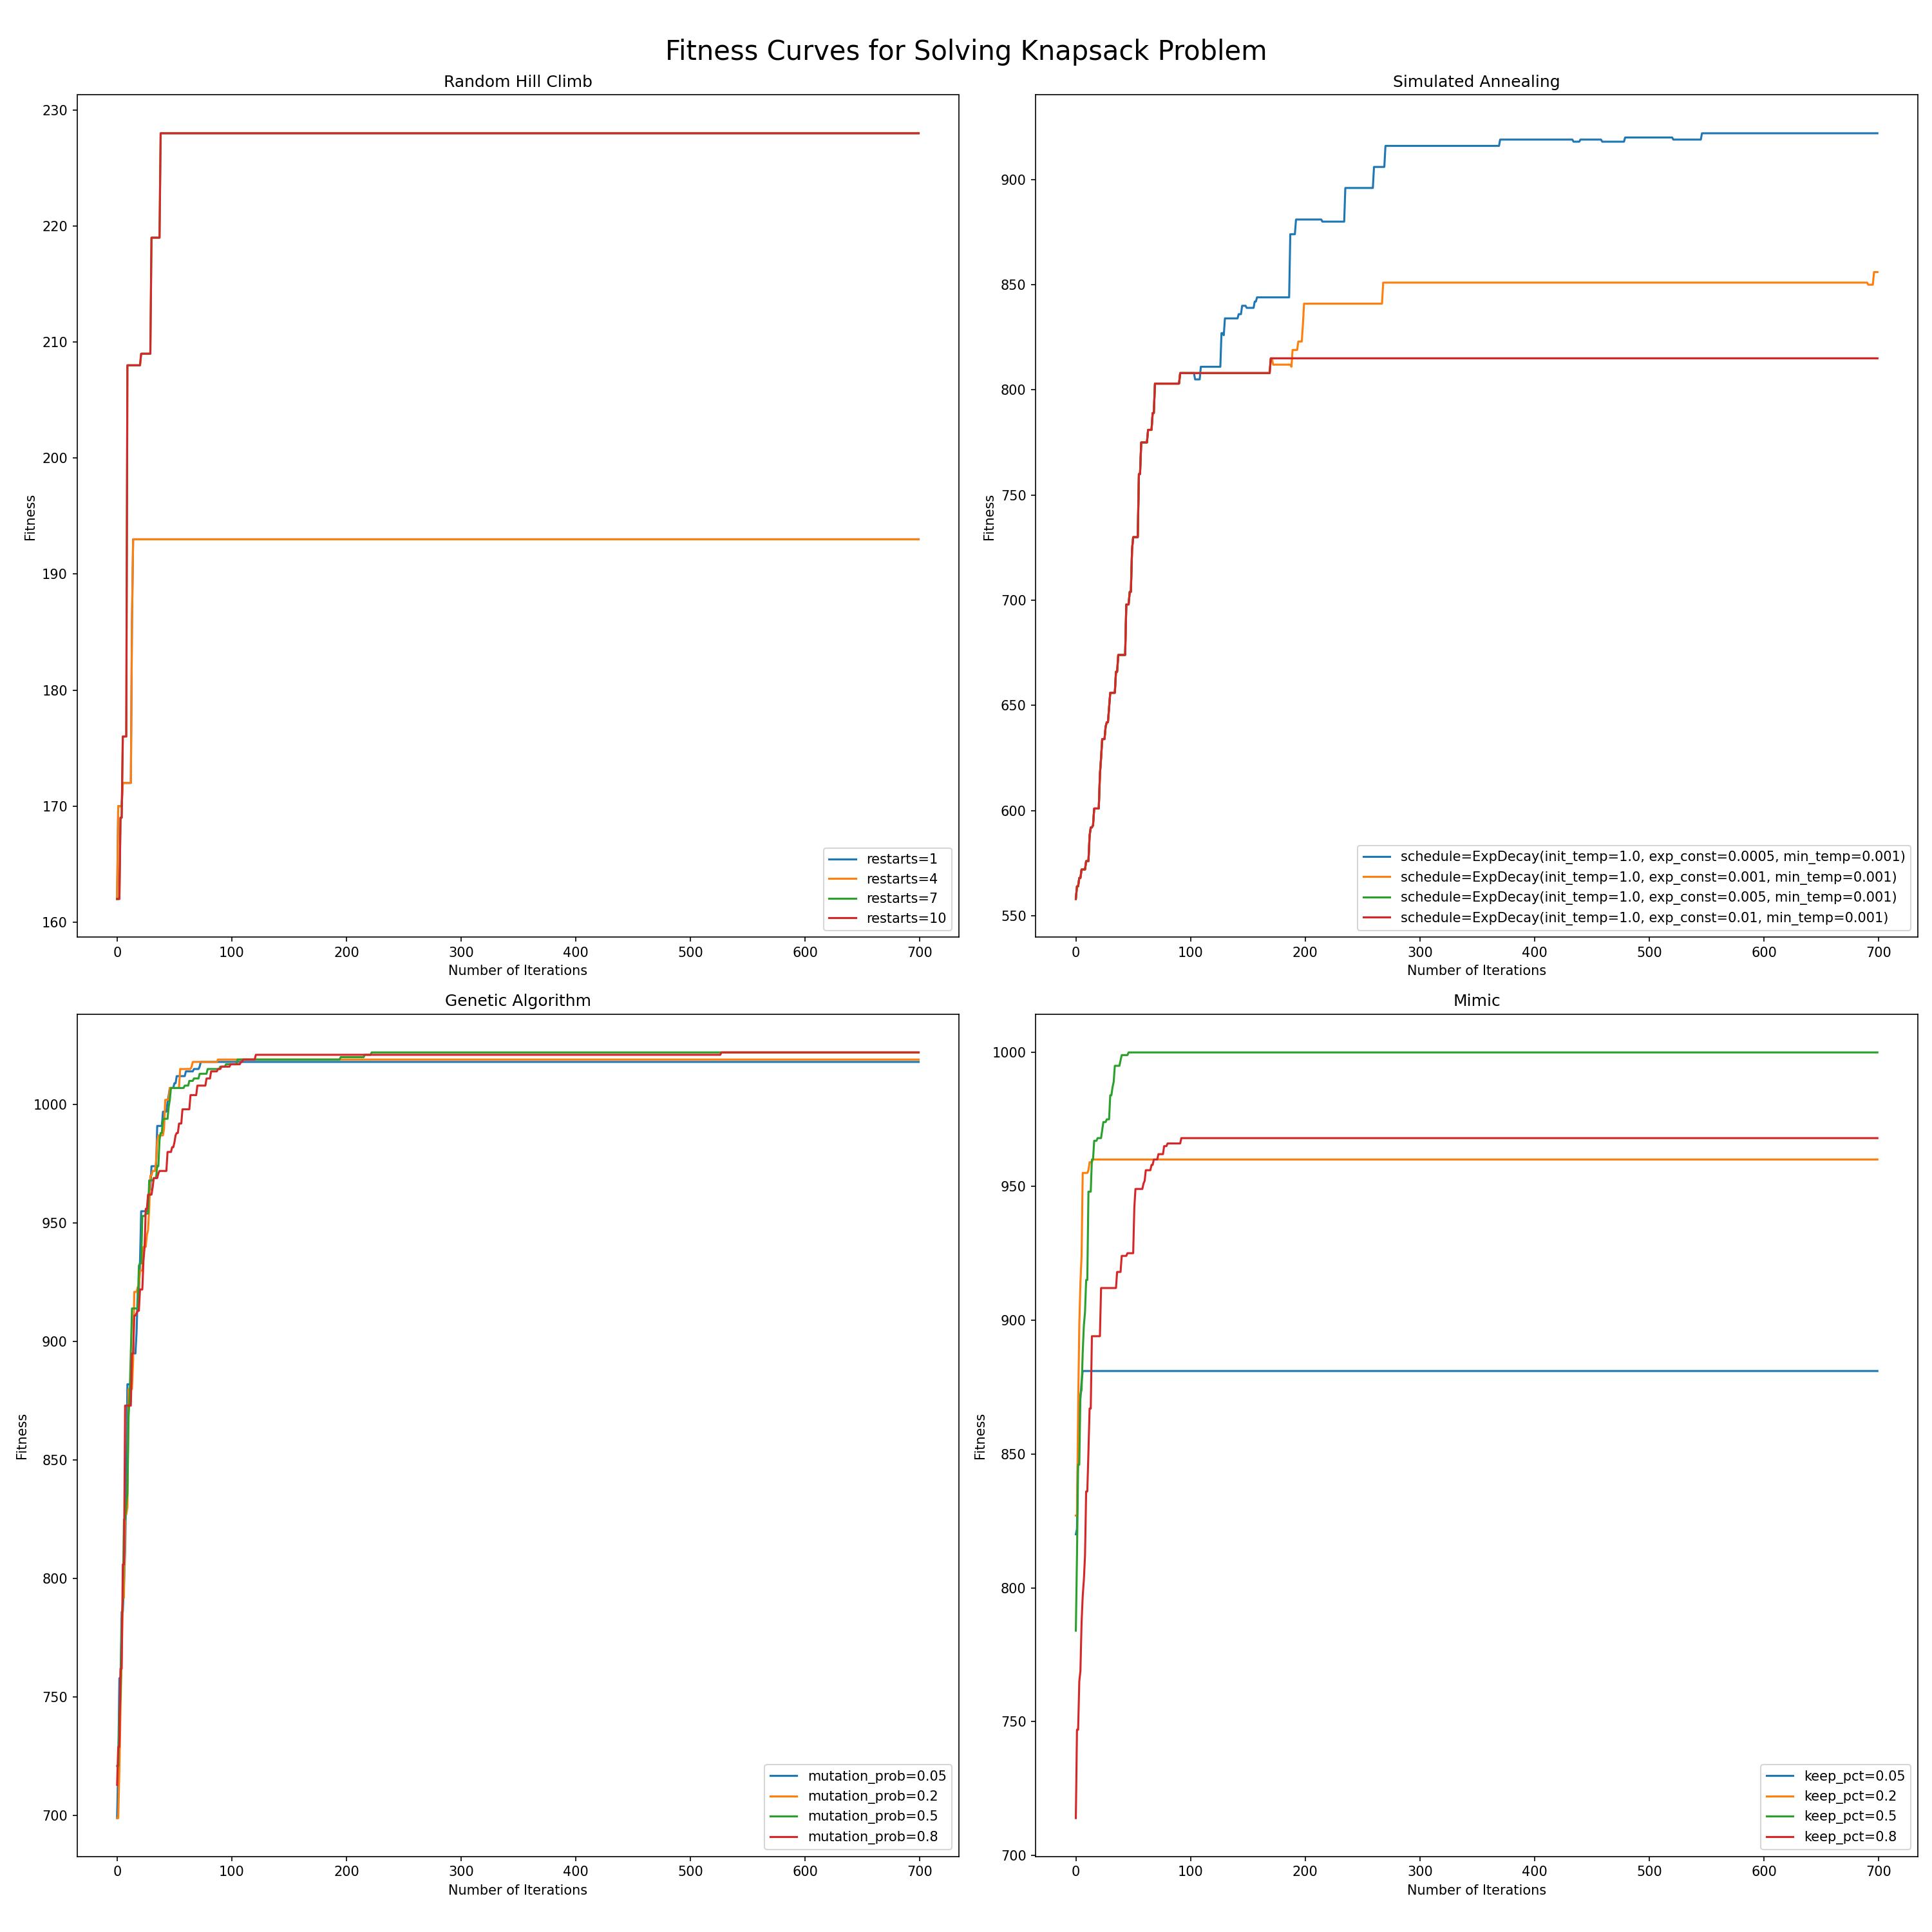 Fitness Curves for Solving Knapsack Problem
Random Hill Climb
230
220
210
200
190
180
170
160
Fitness
0 100 200 300 400 500 600 700
Number of Iterations
restarts=1
restarts=4
restarts=7
restarts=10
Simulated Annealing
900
850
800
750
700
650
600
550
Fitness
0 100 200 300 400 500 600 700
Number of Iterations
schedule=ExpDecay(init_temp=1.0, exp_const=0.0005, min_temp=0.001)
schedule=ExpDecay(init_temp=1.0, exp_const=0.001, min_temp=0.001)
schedule=ExpDecay(init_temp=1.0, exp_const=0.005, min_temp=0.001)
schedule=ExpDecay(init_temp=1.0, exp_const=0.01, min_temp=0.001)
Genetic Algorithm
1000
950
900
850
800
750
700
Fitness
0 100 200 300 400 500 600 700
Number of Iterations
mutation_prob=0.05
mutation_prob=0.2
mutation_prob=0.5
mutation_prob=0.8
Mimic
1000
950
900
850
800
750
700
Fitness
0 100 200 300 400 500 600 700
Number of Iterations
keep_pct=0.05
keep_pct=0.2
keep_pct=0.5
keep_pct=0.8